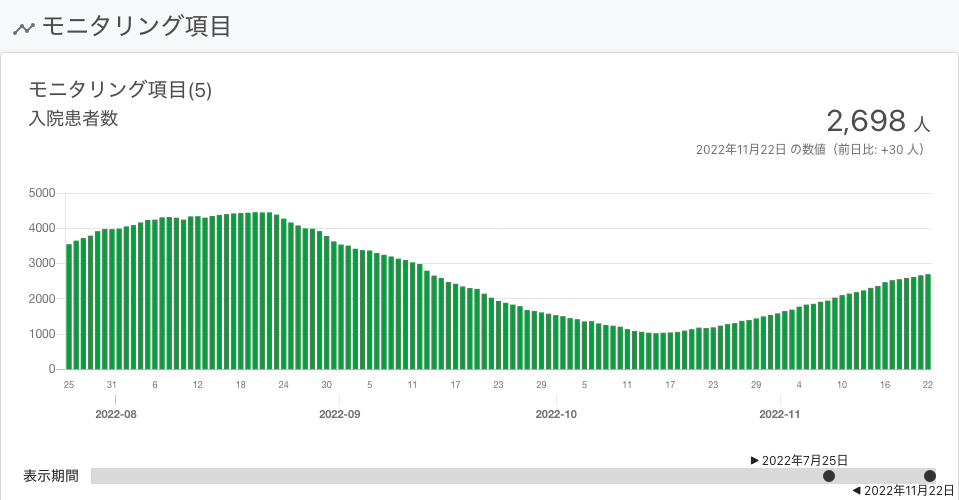 モニタリング項目
モニタリング項目(5)
入院患者数
2,698 人
2022年11月22日 の数値（前日比: +30 人）
5000
4000
3000
2000
1000
0
25 31 6 12 18 24 30 5 11 17 23 29 5 11 17 23 29 4 10 16 22
2022-08 2022-09 2022-10 2022-11
▶ 2022年7月25日
表示期間
◀ 2022年11月22日